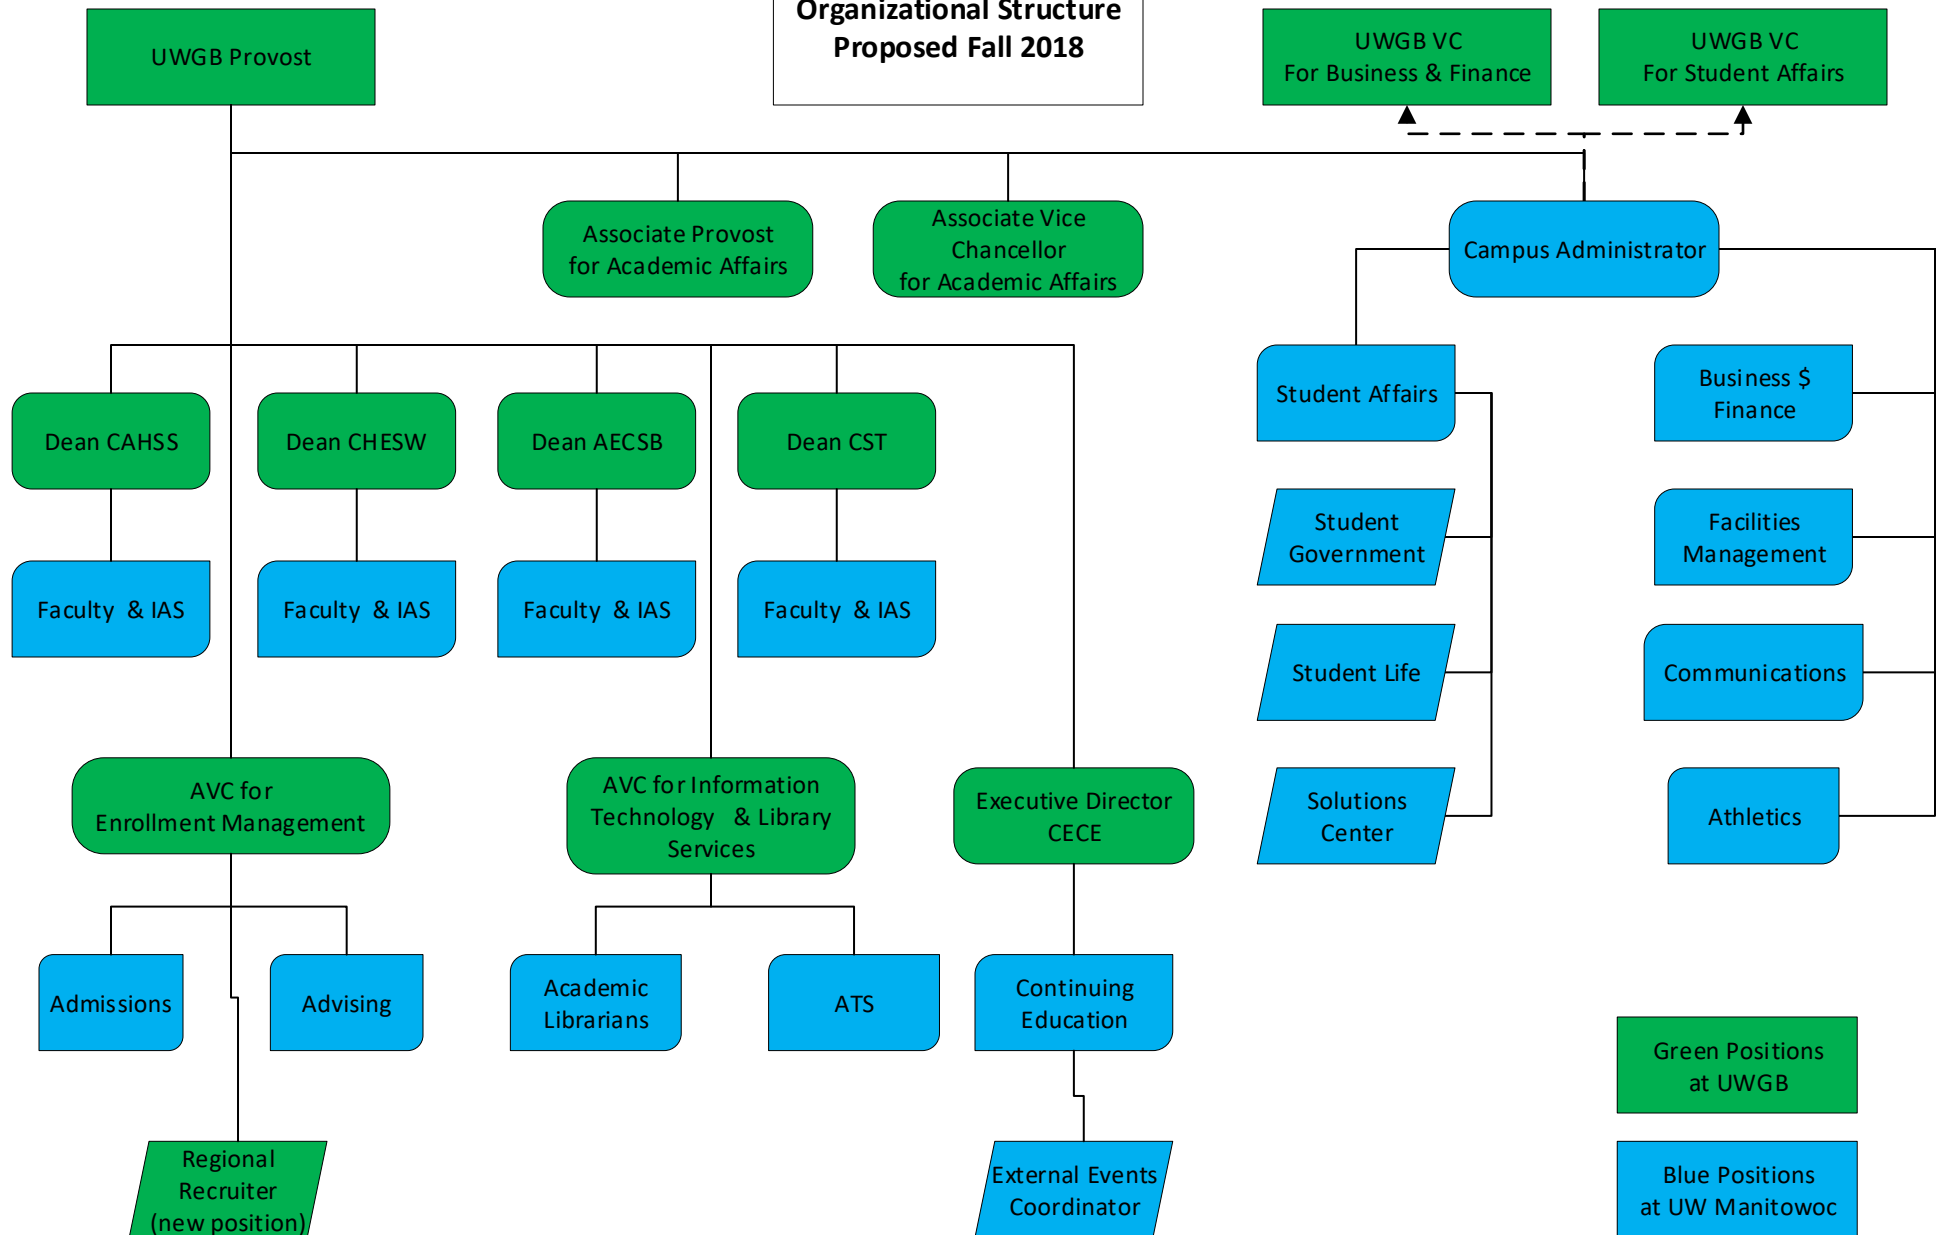 Organizational Structure
Proposed Fall 2018
UWGB Provost
UWGB VC
For Business & Finance
UWGB VC
For Student Affairs
Associate Provost
for Academic Affairs
Associate Vice
Chancellor
for Academic Affairs
Campus Administrator
Student Affairs
Business $
Finance
Dean CAHSS
Dean CHESW
Dean AECSB
Dean CST
Student
Government
Facilities
Management
Faculty & IAS
Faculty & IAS
Faculty & IAS
Faculty & IAS
Student Life
Communications
AVC for
Enrollment Management
AVC for Information
Technology & Library
Services
Executive Director
CECE
Solutions
Center
Athletics
Admissions
Advising
Academic
Librarians
ATS
Continuing
Education
Green Positions
at UWGB
Regional
Recruiter
(new position)
External Events
Coordinator
Blue Positions
at UW Manitowoc